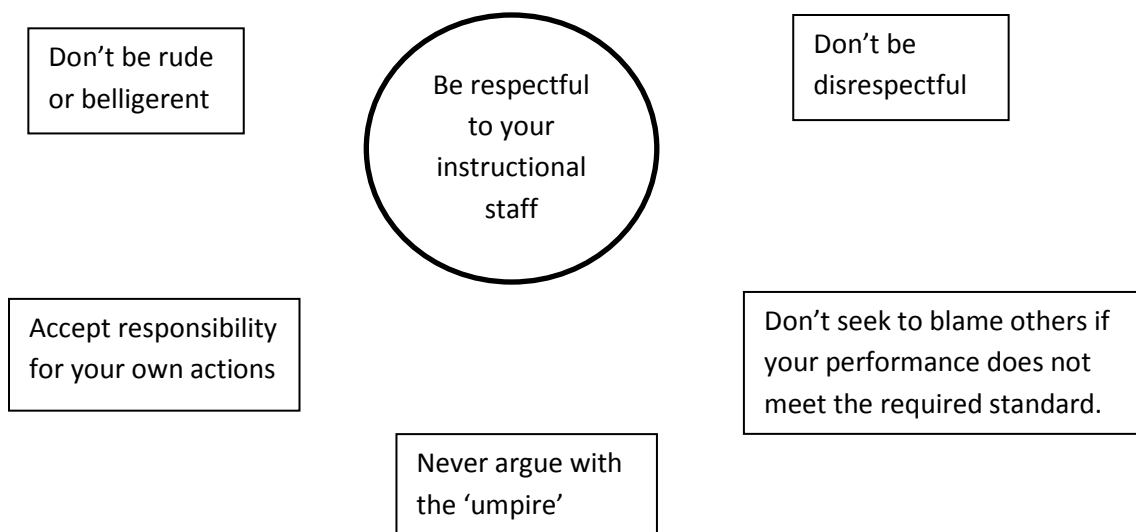 Don’t be rude
or belligerent
Be respectful
to your
instructional
staff
Don’t be
disrespectful
Accept responsibility
for your own actions
Don’t seek to blame others if
your performance does not
meet the required standard.
Never argue with
the ‘umpire’